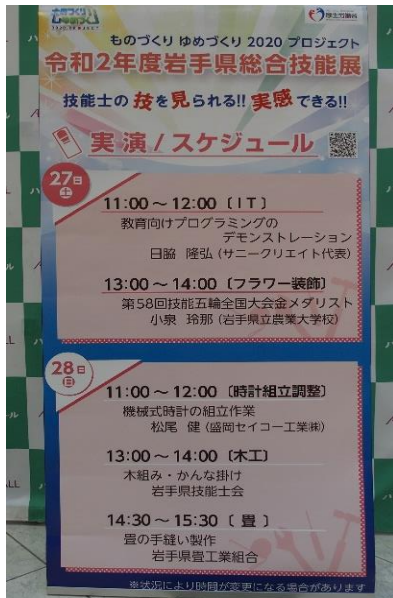 ものづくり ゆめづくり 2020 プロジェクト
令和2年度岩手県総合技能展
技能士の技を見られる!! 実感できる!!
実演/スケジュール
27日
土
11:00～12:00〔IT〕
教育向けプログラミングの
デモンストレーション
日脇 隆弘(サニークリエイト代表)
13:00～14:00〔フラワー装飾〕
第58回技能五輪全国大会金メダリスト
小泉 玲那(岩手県立農業大学校)
28日
日
11:00～12:00〔時計組立調整〕
機械式時計の組立作業
松尾 健(盛岡セイコー工業㈱)
13:00～14:00〔木工〕
木組み・かんな掛け
岩手県技能士会
14:30～15:30〔畳〕
畳の手縫い製作
岩手県畳工業組合
※状況により時間が変更になる場合があります